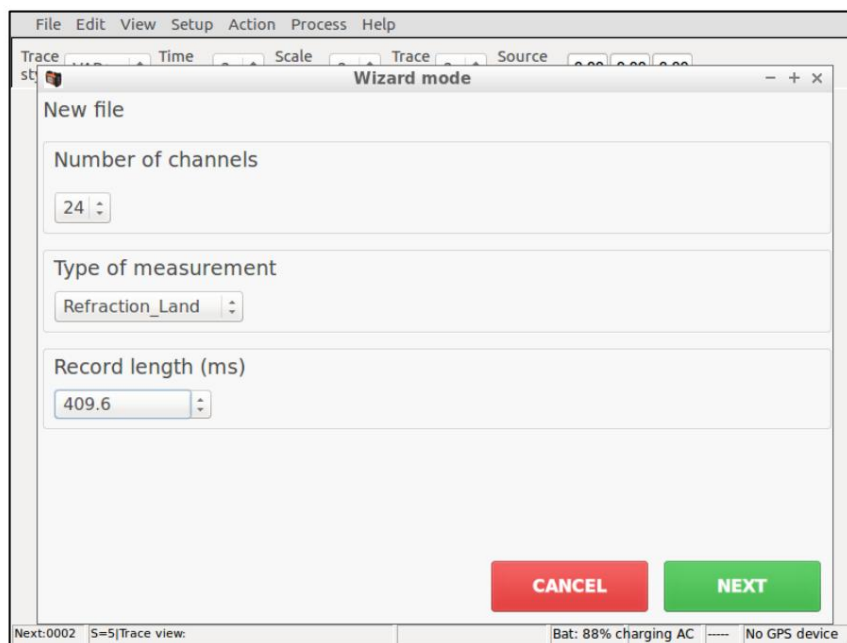 File Edit View Setup Action Process Help
Trace Time Scale Trace Source
Wizard mode
New file
Number of channels
24
Type of measurement
Refraction_Land
Record length (ms)
409.6
CANCEL NEXT
Next:0002 S=5|Trace view: Bat: 88% charging AC ----- No GPS device